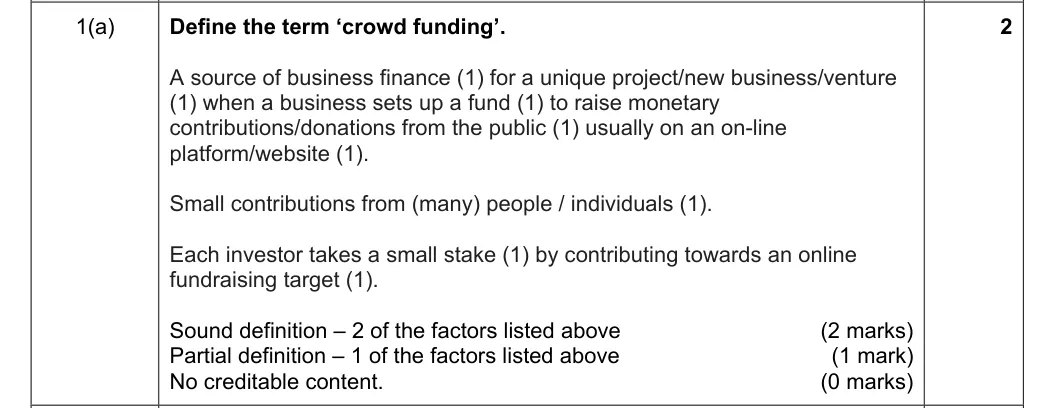 1(a) Define the term ‘crowd funding’. 2
A source of business finance (1) for a unique project/new business/venture
(1) when a business sets up a fund (1) to raise monetary
contributions/donations from the public (1) usually on an on-line
platform/website (1).
Small contributions from (many) people / individuals (1).
Each investor takes a small stake (1) by contributing towards an online
fundraising target (1).
Sound definition – 2 of the factors listed above (2 marks)
Partial definition – 1 of the factors listed above (1 mark)
No creditable content. (0 marks)